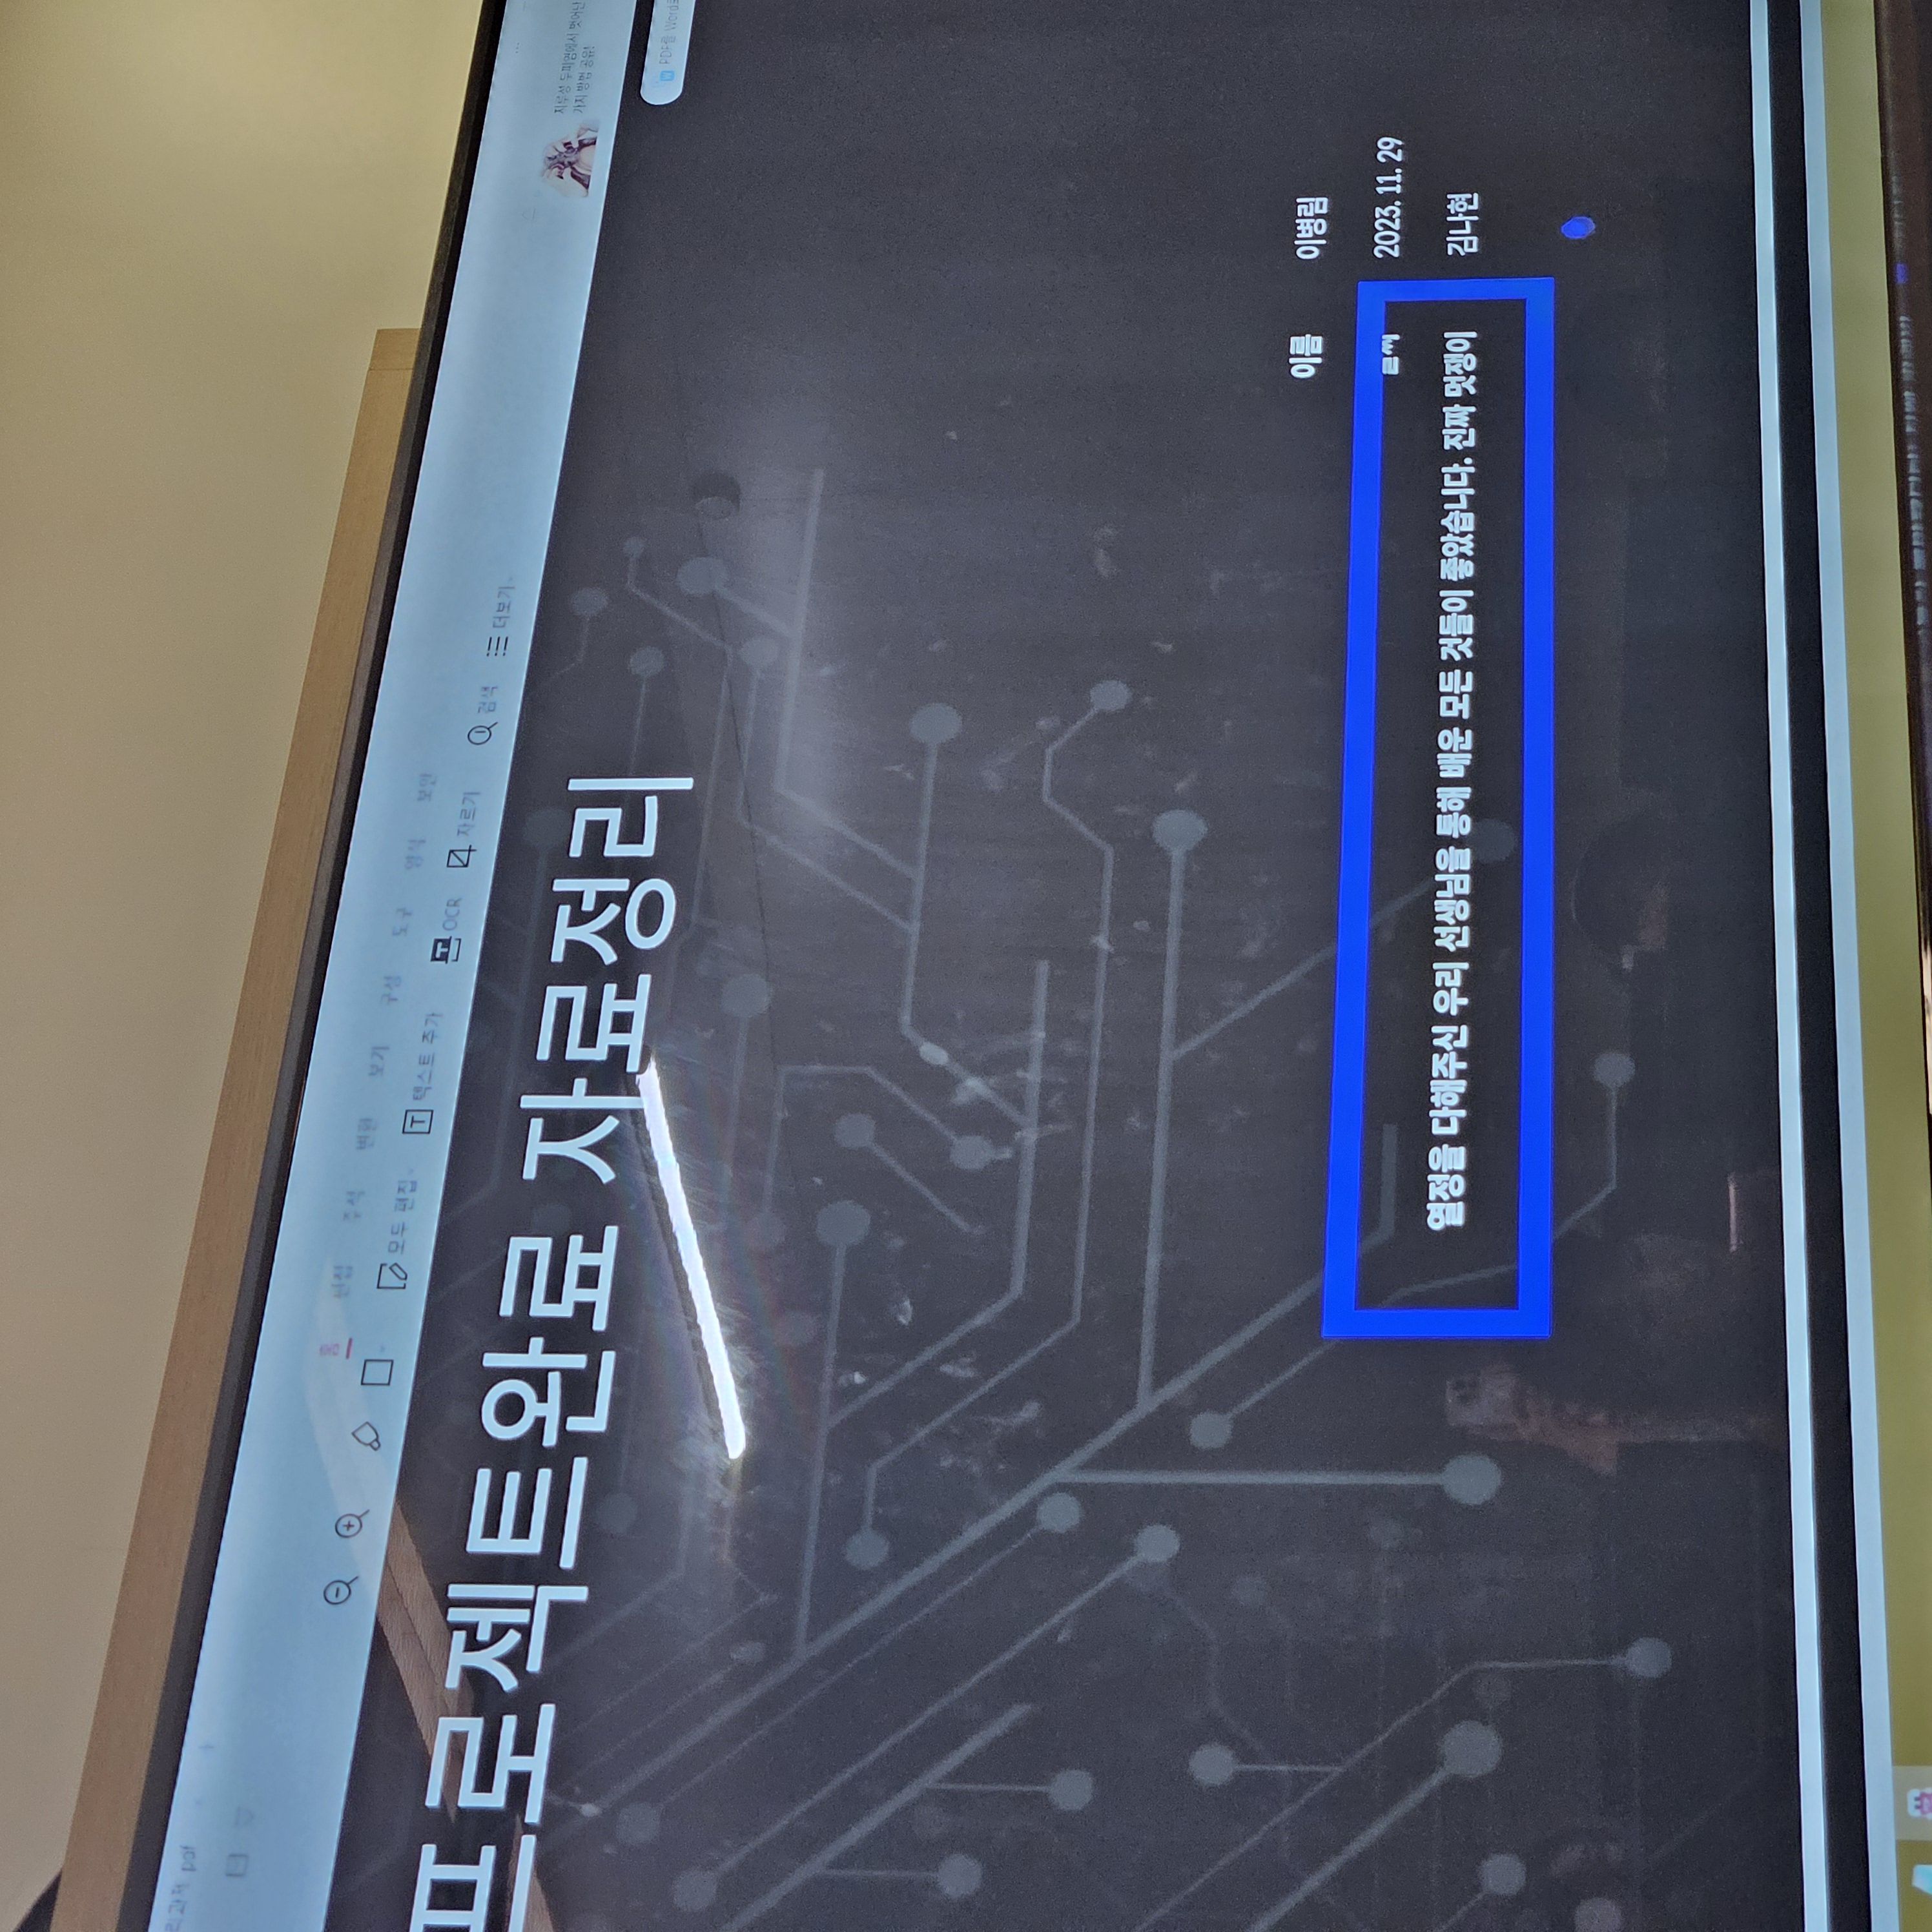 pdf
홈 편집 주석 변환 보기 구성 도구 양식 보안
모두 편집 텍스트 추가 OCR 자르기 검색 더보기
지루성 두피염에서 벗어난
가지 방법 공유!
PDF를 Word로
프로젝트완료 자료정리
이름 이병림
날짜 2023. 11. 29
열정을 다해주신 우리 선생님을 통해 배운 모든 것들이 좋았습니다. 진짜 멋쟁이 김나현